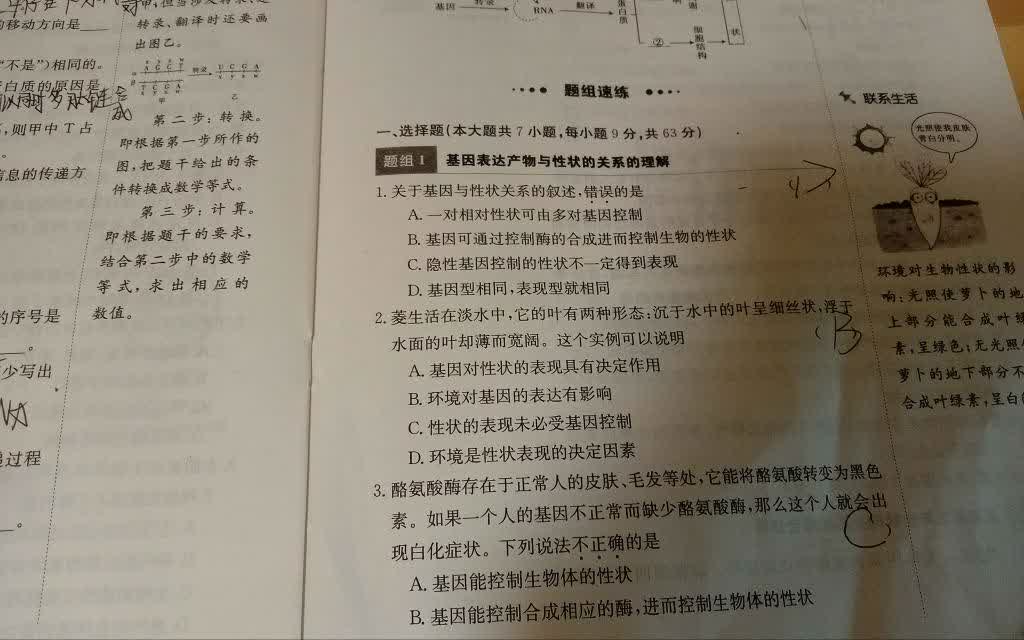 的移动方向是
“不是”)相同的。
蛋白质的原因是
,则甲中 T 占
信息的传递方
的序号是
。
少写出
过程
。
转录、翻译时还要画
出图乙。
A C C T
转录
U C G A
T G G A
甲
乙
第二步:转换。
即根据第一步所作的
图,把题干给出的条
件转换成数学等式。
第三步:计算。
即根据题干的要求,
结合第二步中的数学
等式,求出相应的
数值。
基因
转录
RNA
翻译
蛋白质
②
细胞结构
状
题组速练
一、选择题(本大题共 7 小题,每小题 9 分,共 63 分)
题组 1 基因表达产物与性状的关系的理解
1. 关于基因与性状关系的叙述,错误的是
A. 一对相对性状可由多对基因控制
B. 基因可通过控制酶的合成进而控制生物的性状
C. 隐性基因控制的性状不一定得到表现
D. 基因型相同,表现型就相同
2. 菱生活在淡水中,它的叶有两种形态:沉于水中的叶呈细丝状,浮于
水面的叶却薄而宽阔。这个实例可以说明
B
A. 基因对性状的表现具有决定作用
B. 环境对基因的表达有影响
C. 性状的表现未必受基因控制
D. 环境是性状表现的决定因素
3. 酪氨酸酶存在于正常人的皮肤、毛发等处,它能将酪氨酸转变为黑色
素。如果一个人的基因不正常而缺少酪氨酸酶,那么这个人就会出
现白化症状。下列说法不正确的是
A. 基因能控制生物体的性状
B. 基因能控制合成相应的酶,进而控制生物体的性状
联系生活
光照使我皮肤
青白分明。
环境对生物性状的影
响:光照使萝卜的地
上部分能合成叶绿
素,呈绿色;无光照
萝卜的地下部分不
合成叶绿素,呈白